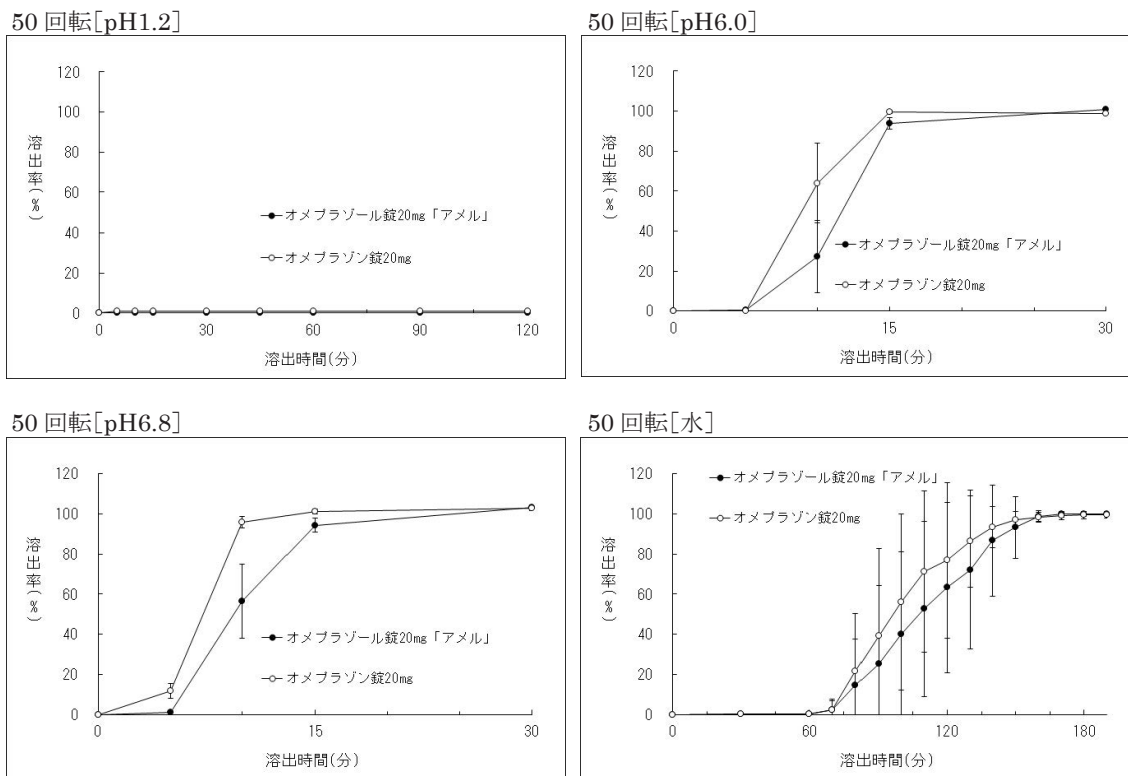 50 回転[pH1.2]
120
100
80
60
40
20
0
溶出率(%)
オメプラゾール錠20㎎「アメル」
オメプラゾン錠20㎎
0 30 60 90 120
溶出時間(分)
50 回転[pH6.0]
120
100
80
60
40
20
0
溶出率(%)
オメプラゾール錠20㎎「アメル」
オメプラゾン錠20㎎
0 15 30
溶出時間(分)
50 回転[pH6.8]
120
100
80
60
40
20
0
溶出率(%)
オメプラゾール錠20㎎「アメル」
オメプラゾン錠20㎎
0 15 30
溶出時間(分)
50 回転[水]
120
100
80
60
40
20
0
溶出率(%)
オメプラゾール錠20㎎「アメル」
オメプラゾン錠20㎎
0 60 120 180
溶出時間(分)